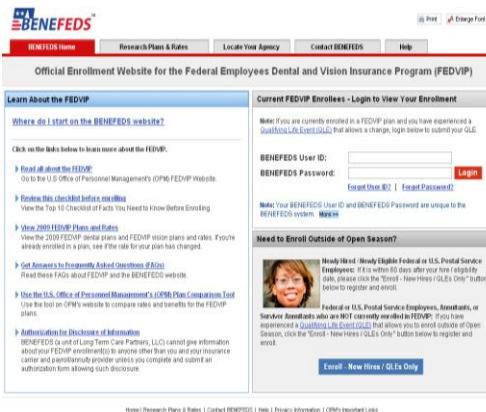 BENEFEDS
Print
Enlarge Font
BENEFEDS Home
Research Plans & Rates
Locate Your Agency
Contact BENEFEDS
Help
Official Enrollment Website for the Federal Employees Dental and Vision Insurance Program (FEDVIP)
Learn About the FEDVIP
Where do I start on the BENEFEDS website?
Click on the links below to learn more about the FEDVIP.
Read all about the FEDVIP
Go to the U.S Office of Personnel Management's (OPM) FEDVIP Website.
Review this checklist before enrolling
View the Top 10 Checklist of Facts You Need to Know Before Enrolling.
View 2009 FEDVIP Plans and Rates
View the 2009 FEDVIP dental plans and FEDVIP vision plans and rates. If you're
already enrolled in a plan, see if the rate for your plan has changed.
Get Answers to Frequently Asked Questions (FAQs)
Read these FAQs about FEDVIP and the BENEFEDS website.
Use the U.S. Office of Personnel Management's (OPM) Plan Comparison Tool
Use the tool on OPM's website to compare rates and benefits for the FEDVIP
plans.
Authorization for Disclosure of Information
BENEFEDS (a unit of Long Term Care Partners, LLC) cannot give information
about your FEDVIP enrollment(s) to anyone other than you and your insurance
carrier and payroll/annuity provider unless you complete and submit an
authorization form allowing such disclosure.
Current FEDVIP Enrollees - Login to View Your Enrollment
Note: If you are currently enrolled in a FEDVIP plan and you have experienced a
Qualifying Life Event (QLE) that allows a change, login below to submit your QLE.
BENEFEDS User ID:
BENEFEDS Password:
Login
Forgot User ID? | Forgot Password?
Note: Your BENEFEDS User ID and BENEFEDS Password are unique to the
BENEFEDS system. More >>
Need to Enroll Outside of Open Season?
Newly Hired / Newly Eligible Federal or U.S. Postal Service
Employees: If it is within 60 days after your hire / eligibility
date, please click the "Enroll - New Hires / QLEs Only" button
below to register and enroll.
Federal or U.S. Postal Service Employees, Annuitants, or
Survivor Annuitants who are NOT currently enrolled in FEDVIP: If you have
experienced a Qualifying Life Event (QLE) that allows you to enroll outside of Open
Season, click the "Enroll - New Hires / QLEs Only" button below to register and
enroll.
Enroll - New Hires / QLEs Only
Home | Research Plans & Rates | Contact BENEFEDS | Help | Privacy Information | OPM's Important Links